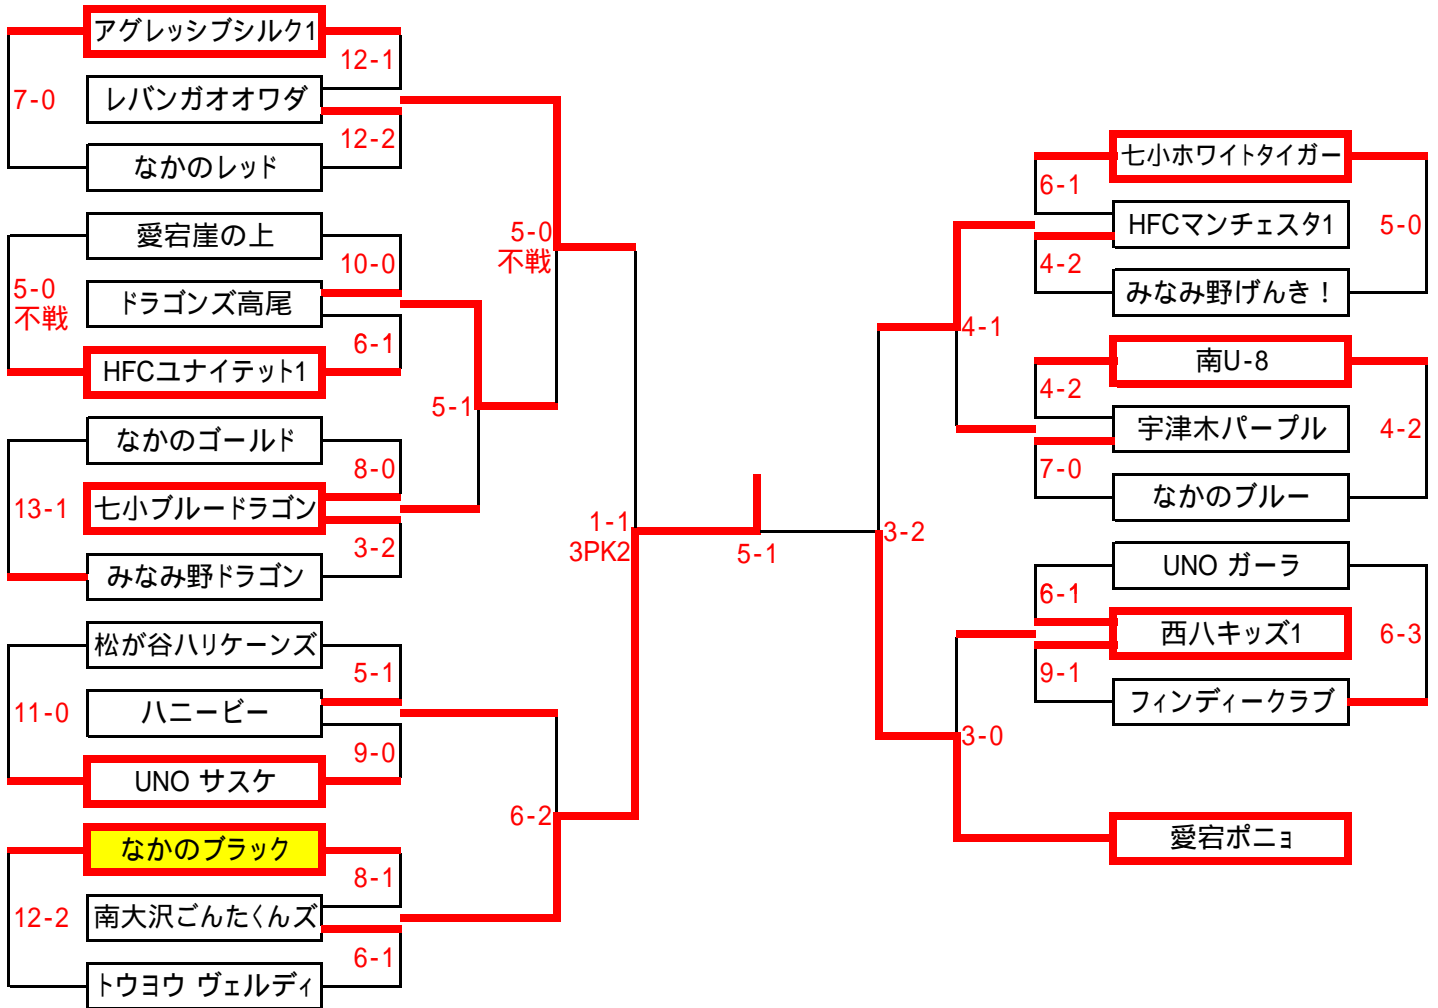 アグレッシブシルク1
12-1
7-0
レバンガオオワダ
12-2
なかのレッド
愛宕崖の上
10-0
5-0
不戦
ドラゴンズ高尾
6-1
HFCユナイテット1
5-0
不戦
5-1
なかのゴールド
8-0
13-1
七小ブルードラゴン
3-2
みなみ野ドラゴン
1-1
3PK2
松が谷ハリケーンズ
5-1
11-0
ハニービー
9-0
UNO サスケ
6-2
なかのブラック
8-1
12-2
南大沢ごんたくんズ
6-1
トウヨウ ヴェルディ
5-1
七小ホワイトタイガー
6-1
HFCマンチェスタ1
5-0
4-2
みなみ野げんき！
4-1
南U-8
4-2
宇津木パープル
4-2
7-0
なかのブルー
3-2
UNO ガーラ
6-1
西八キッズ1
6-3
9-1
フィンディークラブ
3-0
愛宕ポニョ